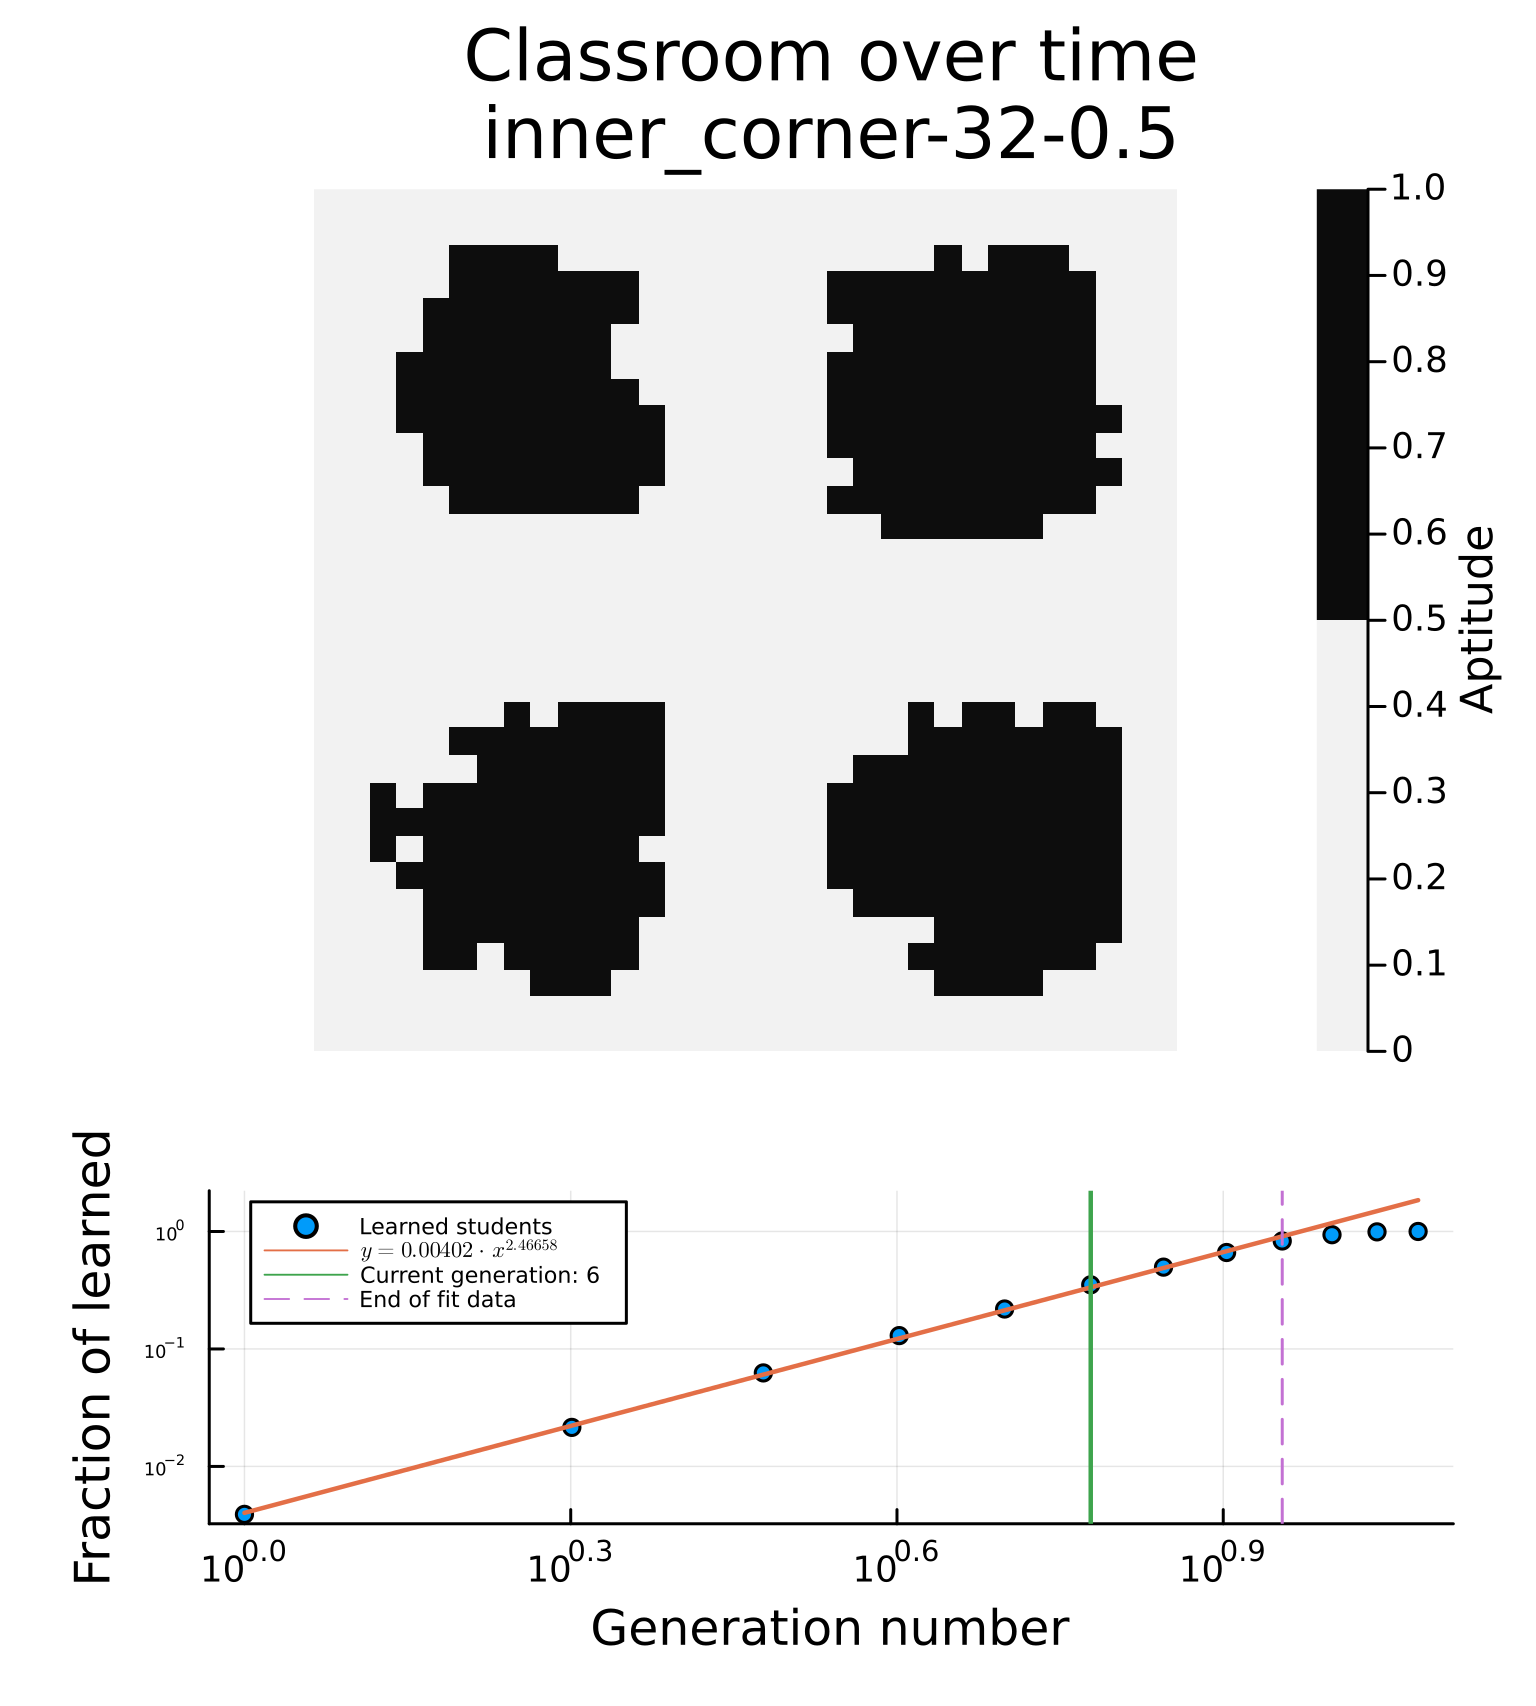 Classroom over time
inner_corner-32-0.5
1.0
0.9
0.8
0.7
0.6
0.5
0.4
0.3
0.2
0.1
0
Aptitude
Fraction of learned
10^0
10^−1
10^−2
Learned students
y = 0.00402 · x^2.46658
Current generation: 6
End of fit data
10^0.0 10^0.3 10^0.6 10^0.9
Generation number